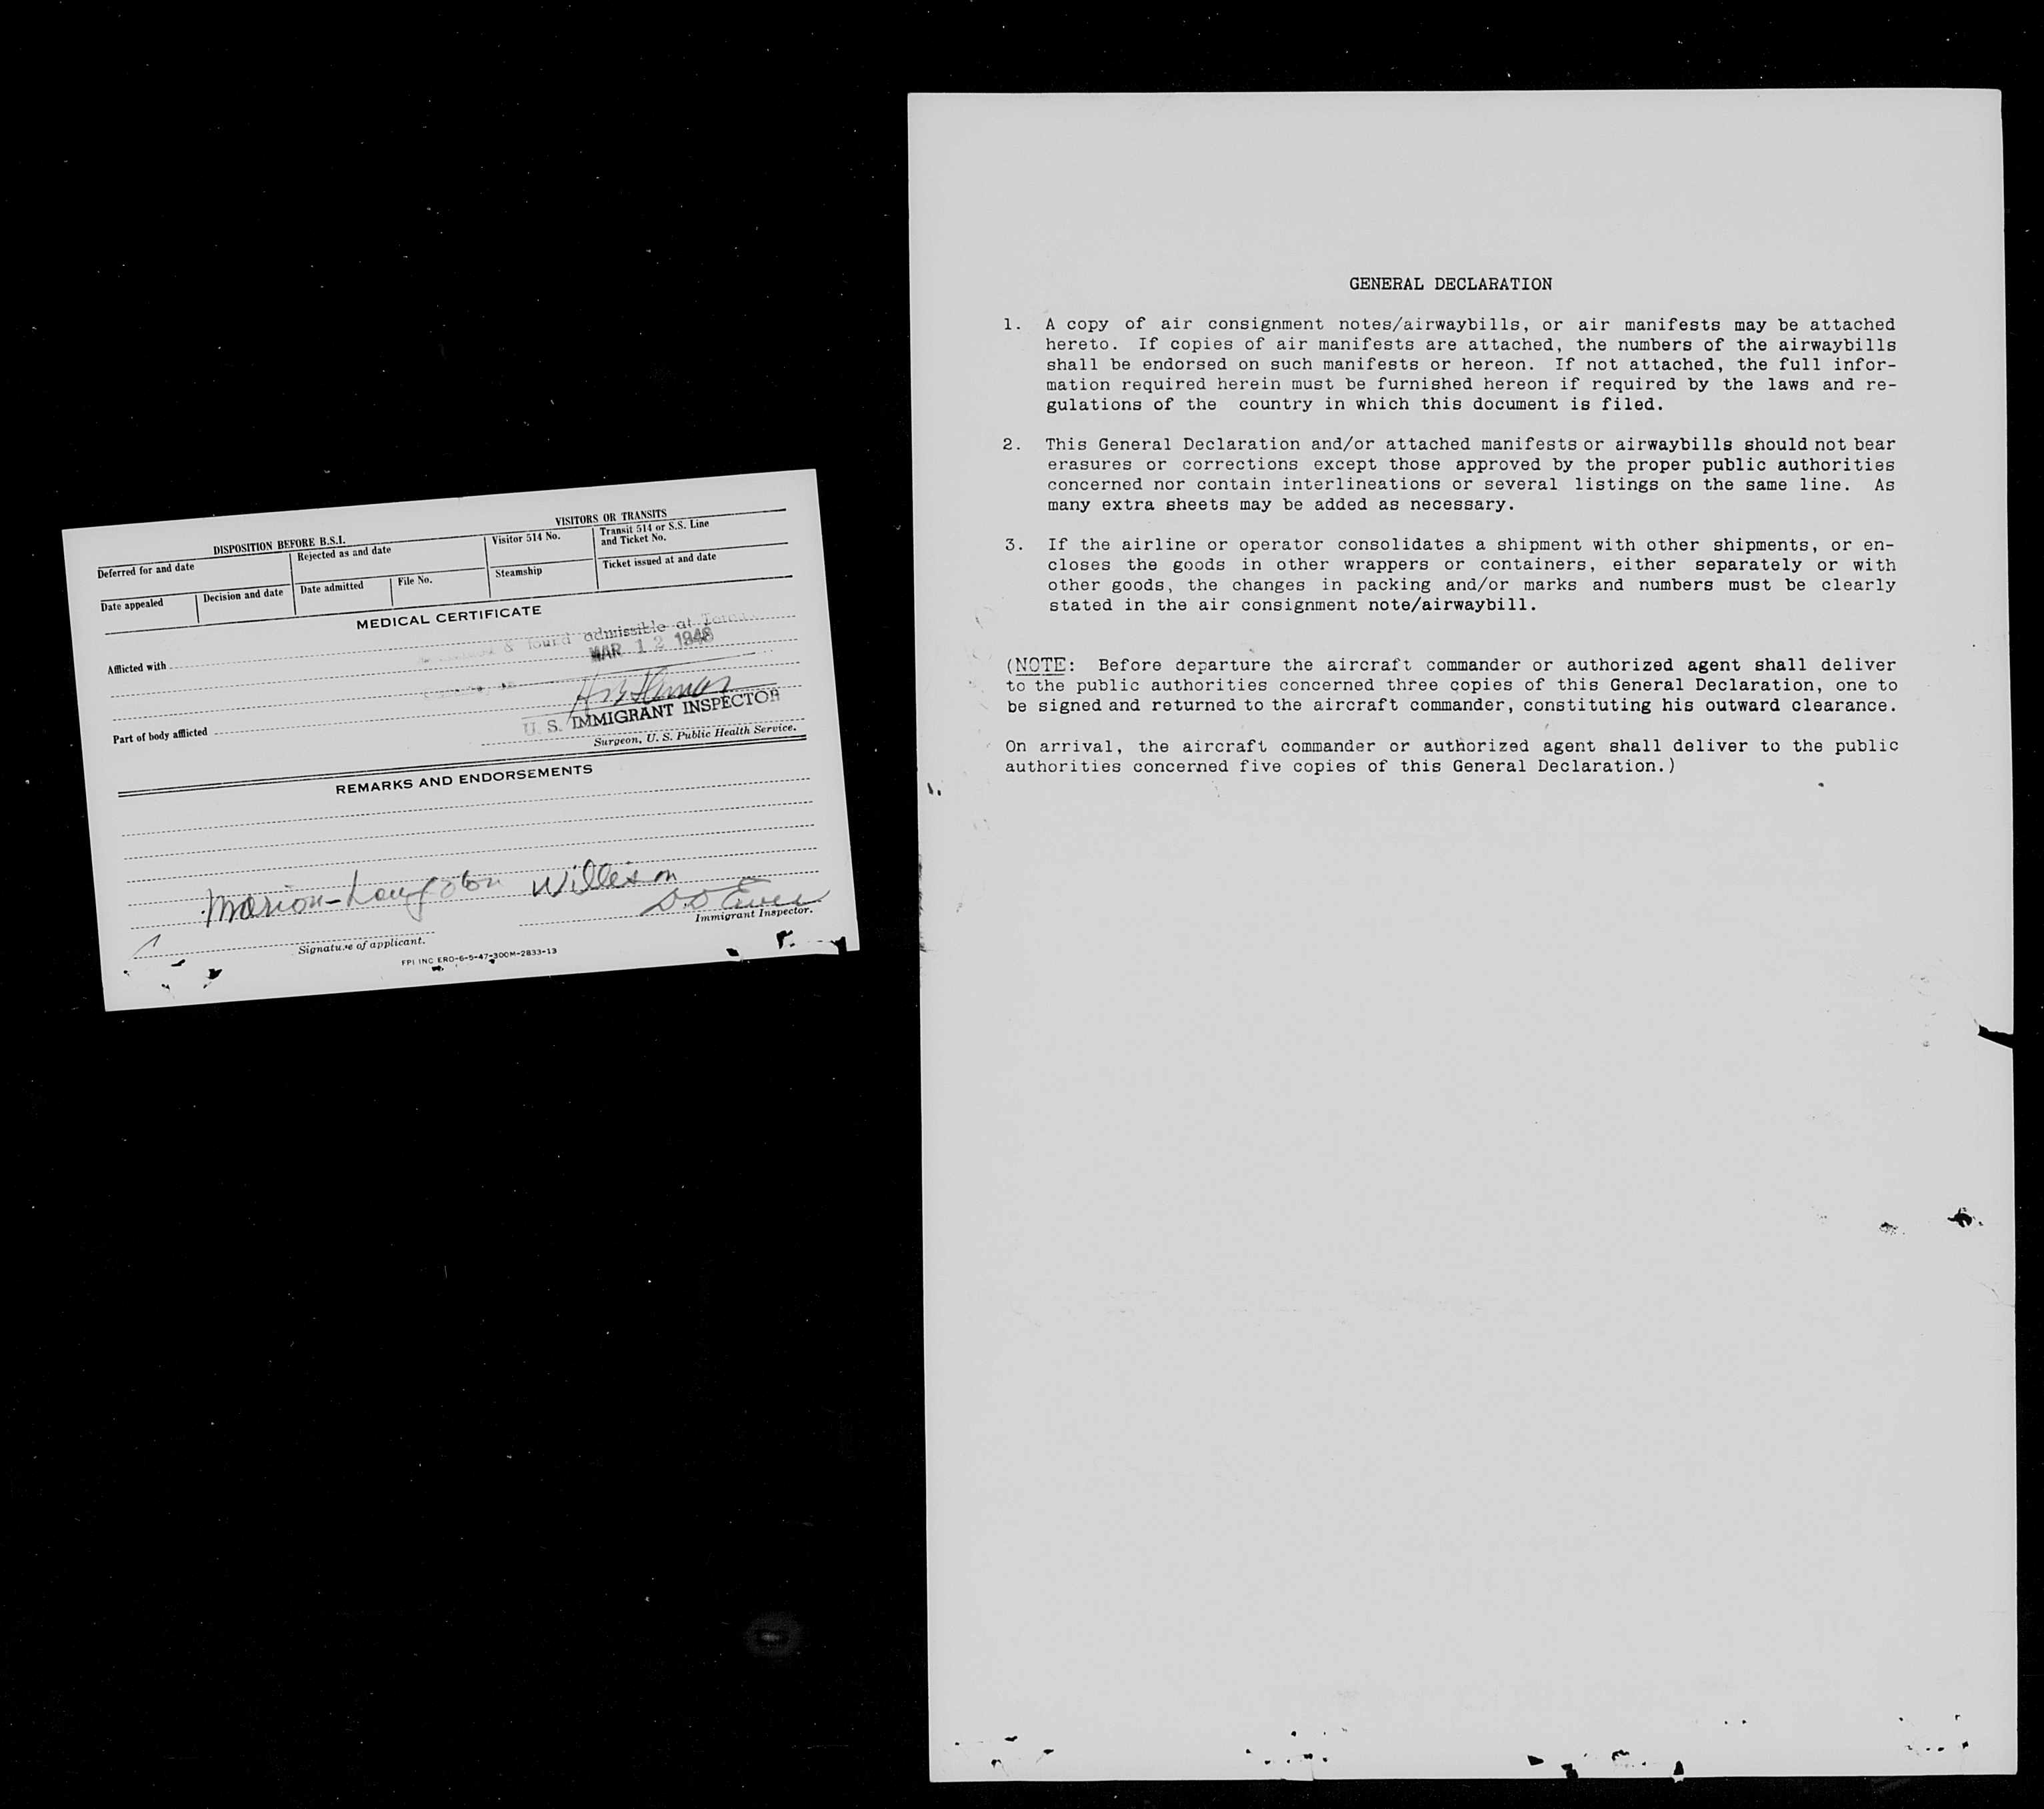 DISPOSITION BEFORE B.S.I.
VISITORS OR TRANSITS
Deferred for and date
Rejected as and date
Visitor 514 No.
Transit 514 or S.S. Line
and Ticket No.
Date appealed
Decision and date
Date admitted
File No.
Steamship
Ticket issued at and date
MEDICAL CERTIFICATE
& found admissible at
MAR 12 1948
Afflicted with
U. S. IMMIGRANT INSPECTOR
Part of body afflicted
Surgeon, U. S. Public Health Service.
REMARKS AND ENDORSEMENTS
Marion-Langston Willeson
Immigrant Inspector.
Signature of applicant.
FPI INC ERO-6-5-47-300M-2833-13
GENERAL DECLARATION
1. A copy of air consignment notes/airwaybills, or air manifests may be attached
hereto. If copies of air manifests are attached, the numbers of the airwaybills
shall be endorsed on such manifests or hereon. If not attached, the full infor-
mation required herein must be furnished hereon if required by the laws and re-
gulations of the country in which this document is filed.
2. This General Declaration and/or attached manifests or airwaybills should not bear
erasures or corrections except those approved by the proper public authorities
concerned nor contain interlineations or several listings on the same line. As
many extra sheets may be added as necessary.
3. If the airline or operator consolidates a shipment with other shipments, or en-
closes the goods in other wrappers or containers, either separately or with
other goods, the changes in packing and/or marks and numbers must be clearly
stated in the air consignment note/airwaybill.
(NOTE: Before departure the aircraft commander or authorized agent shall deliver
to the public authorities concerned three copies of this General Declaration, one to
be signed and returned to the aircraft commander, constituting his outward clearance.
On arrival, the aircraft commander or authorized agent shall deliver to the public
authorities concerned five copies of this General Declaration.)